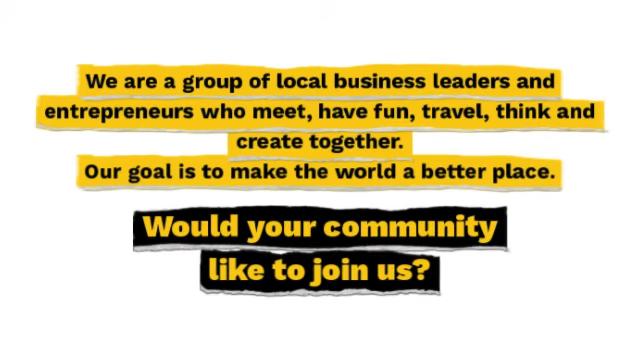 We are a group of local business leaders and
entrepreneurs who meet, have fun, travel, think and
create together.
Our goal is to make the world a better place.
Would your community
like to join us?